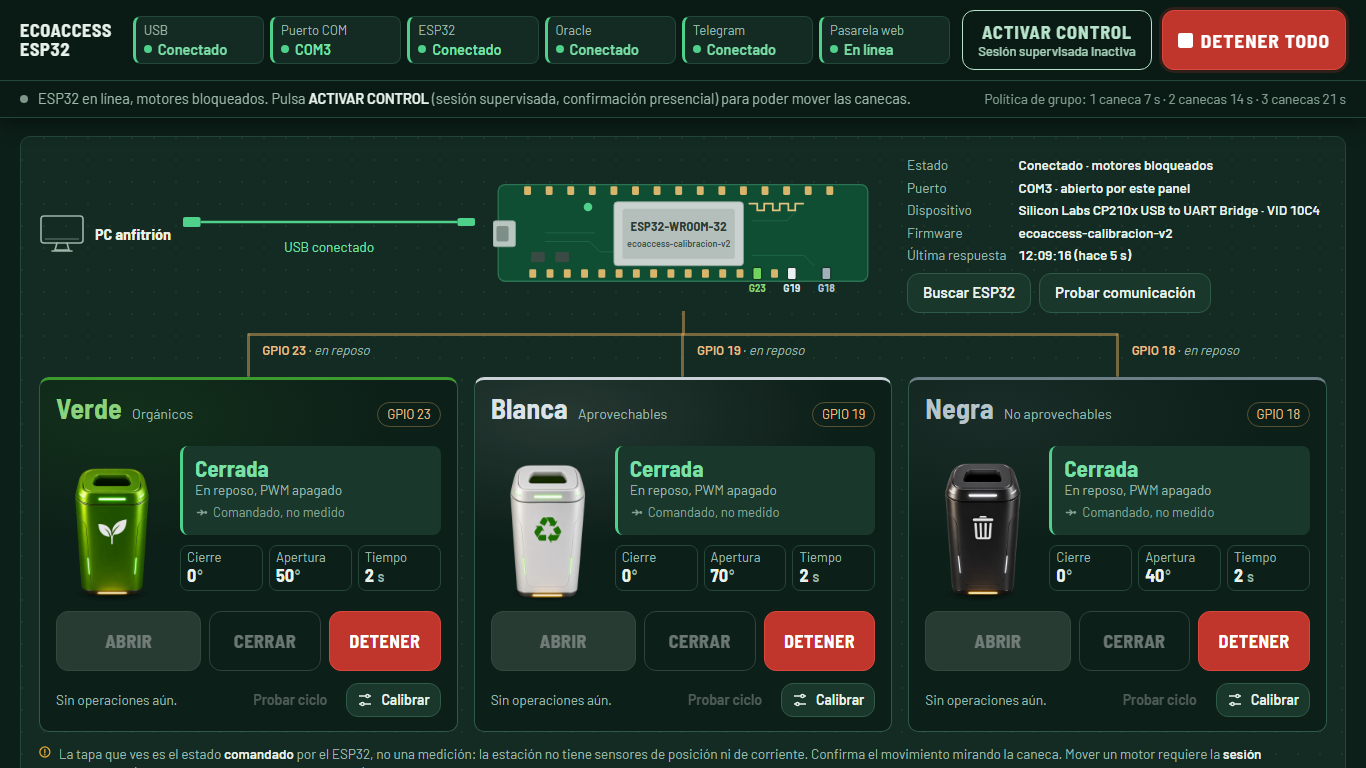 ECOACCESS
ESP32
USB
Conectado
Puerto COM
COM3
ESP32
Conectado
Oracle
Conectado
Telegram
Conectado
Pasarela web
En línea
ACTIVAR CONTROL
Sesión supervisada inactiva
DETENER TODO
ESP32 en línea, motores bloqueados. Pulsa ACTIVAR CONTROL (sesión supervisada, confirmación presencial) para poder mover las canecas.
Política de grupo: 1 caneca 7 s · 2 canecas 14 s · 3 canecas 21 s
PC anfitrión
USB conectado
ESP32-WROOM-32
ecoaccess-calibracion-v2
G23
G19
G18
Estado Conectado · motores bloqueados
Puerto COM3 · abierto por este panel
Dispositivo Silicon Labs CP210x USB to UART Bridge · VID 10C4
Firmware ecoaccess-calibracion-v2
Última respuesta 12:09:16 (hace 5 s)
Buscar ESP32
Probar comunicación
GPIO 23 · en reposo
GPIO 19 · en reposo
GPIO 18 · en reposo
Verde Orgánicos
GPIO 23
Cerrada
En reposo, PWM apagado
Comandado, no medido
Cierre
0°
Apertura
50°
Tiempo
2 s
ABRIR
CERRAR
DETENER
Sin operaciones aún.
Probar ciclo
Calibrar
Blanca Aprovechables
GPIO 19
Cerrada
En reposo, PWM apagado
Comandado, no medido
Cierre
0°
Apertura
70°
Tiempo
2 s
ABRIR
CERRAR
DETENER
Sin operaciones aún.
Probar ciclo
Calibrar
Negra No aprovechables
GPIO 18
Cerrada
En reposo, PWM apagado
Comandado, no medido
Cierre
0°
Apertura
40°
Tiempo
2 s
ABRIR
CERRAR
DETENER
Sin operaciones aún.
Probar ciclo
Calibrar
La tapa que ves es el estado comandado por el ESP32, no una medición: la estación no tiene sensores de posición ni de corriente. Confirma el movimiento mirando la caneca. Mover un motor requiere la sesión